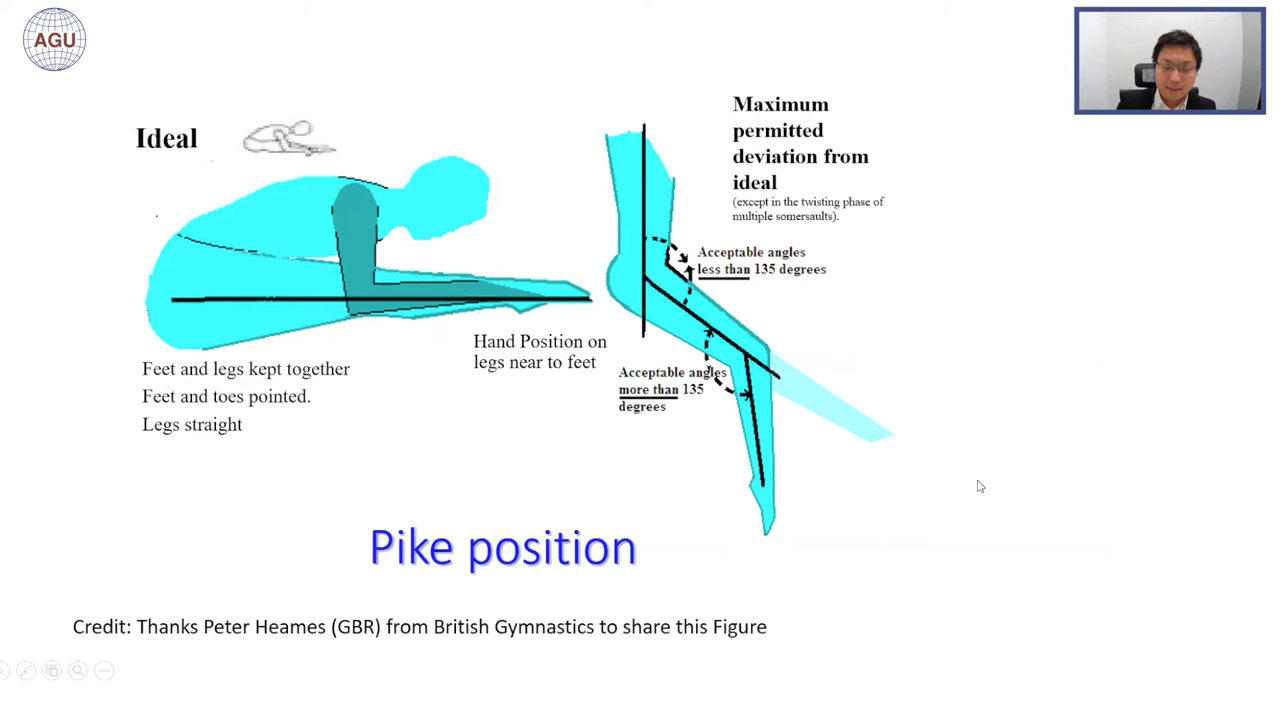 AGU
Ideal
Feet and legs kept together
Feet and toes pointed.
Legs straight
Hand Position on
legs near to feet
Maximum
permitted
deviation from
ideal
(except in the twisting phase of
multiple somersaults).
Acceptable angles
less than 135 degrees
Acceptable angles
more than 135
degrees
Pike position
Credit: Thanks Peter Heames (GBR) from British Gymnastics to share this Figure